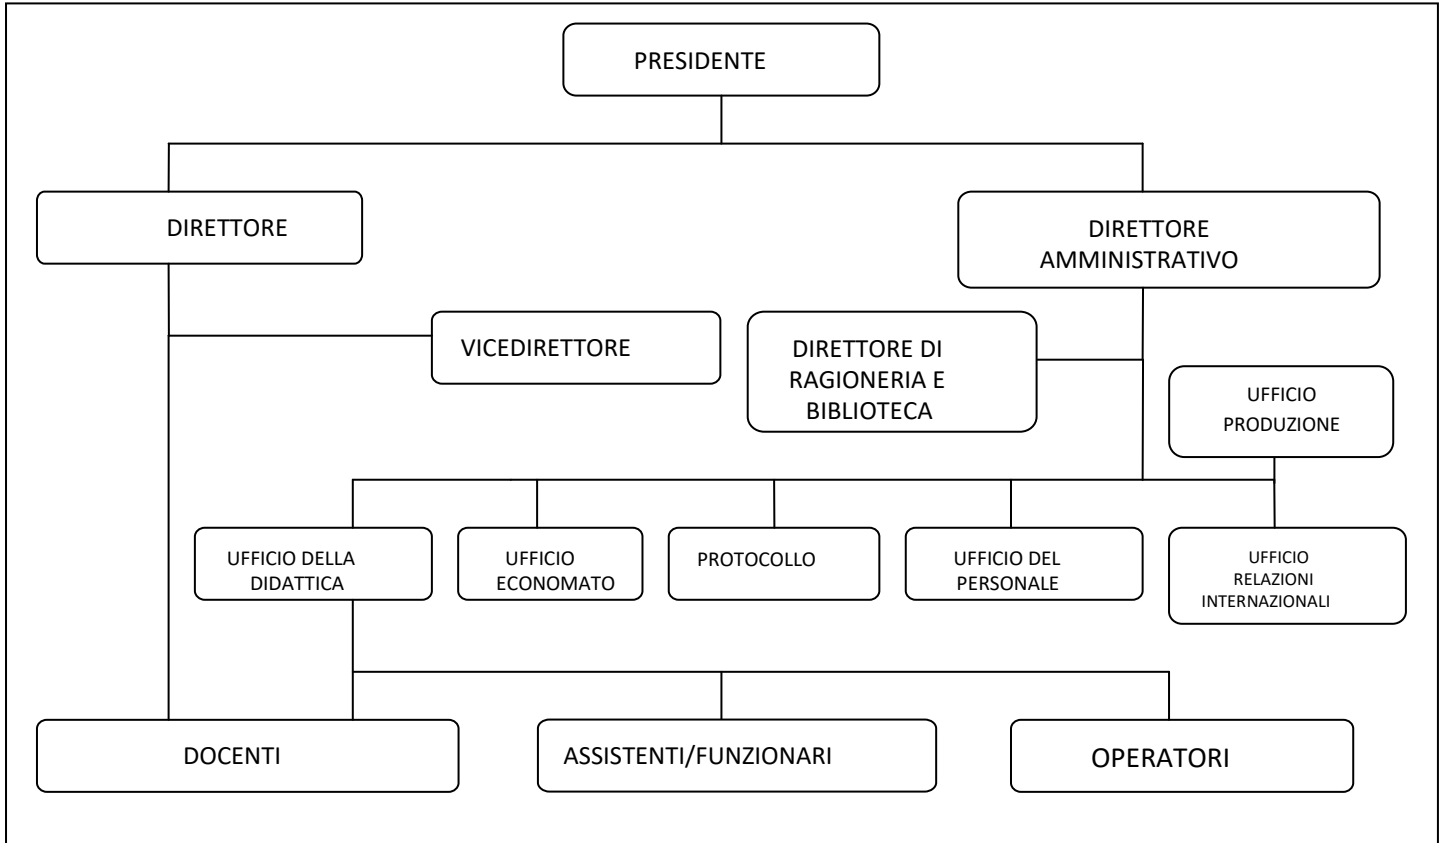 PRESIDENTE
DIRETTORE
DIRETTORE
AMMINISTRATIVO
VICEDIRETTORE
DIRETTORE DI
RAGIONERIA E
BIBLIOTECA
UFFICIO
PRODUZIONE
UFFICIO DELLA
DIDATTICA
UFFICIO
ECONOMATO
PROTOCOLLO
UFFICIO DEL
PERSONALE
UFFICIO
RELAZIONI
INTERNAZIONALI
DOCENTI
ASSISTENTI/FUNZIONARI
OPERATORI